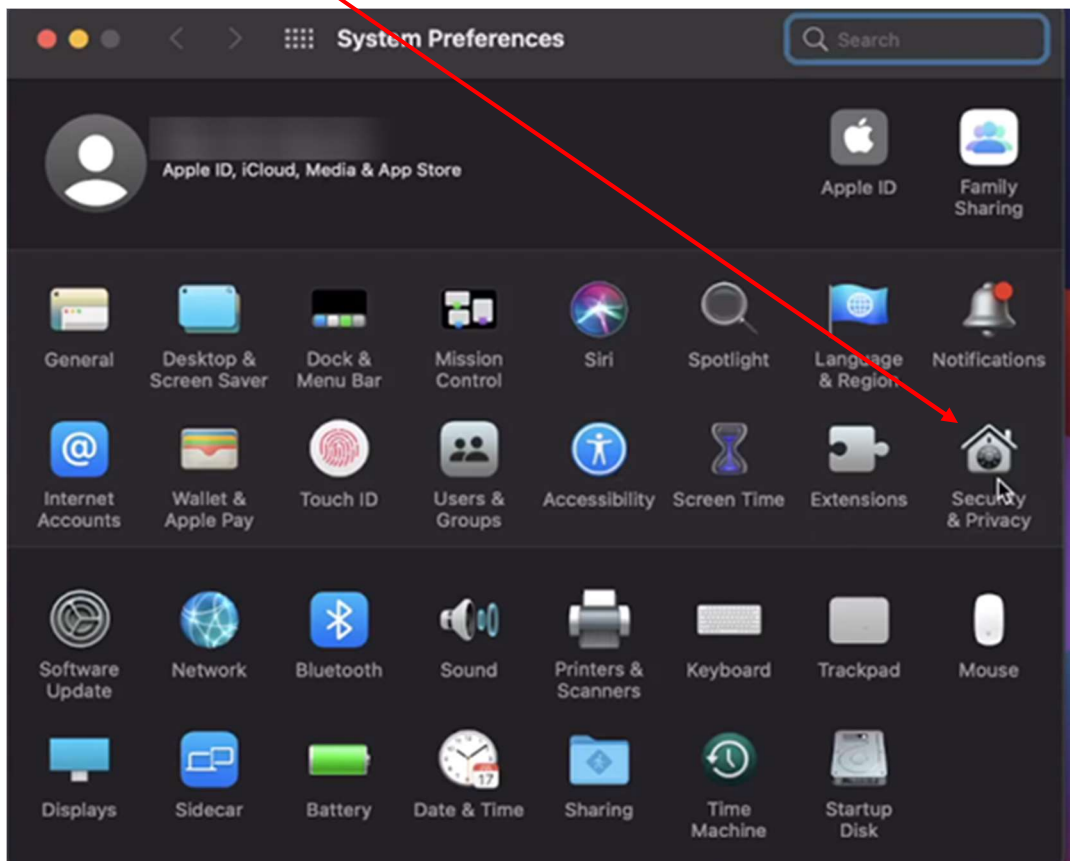 System Preferences
Search
Apple ID, iCloud, Media & App Store
Apple ID
Family
Sharing
General
Desktop &
Screen Saver
Dock &
Menu Bar
Mission
Control
Siri
Spotlight
Language
& Region
Notifications
Internet
Accounts
Wallet &
Apple Pay
Touch ID
Users &
Groups
Accessibility
Screen Time
Extensions
Security
& Privacy
Software
Update
Network
Bluetooth
Sound
Printers &
Scanners
Keyboard
Trackpad
Mouse
Displays
Sidecar
Battery
17
Date & Time
Sharing
Time
Machine
Startup
Disk